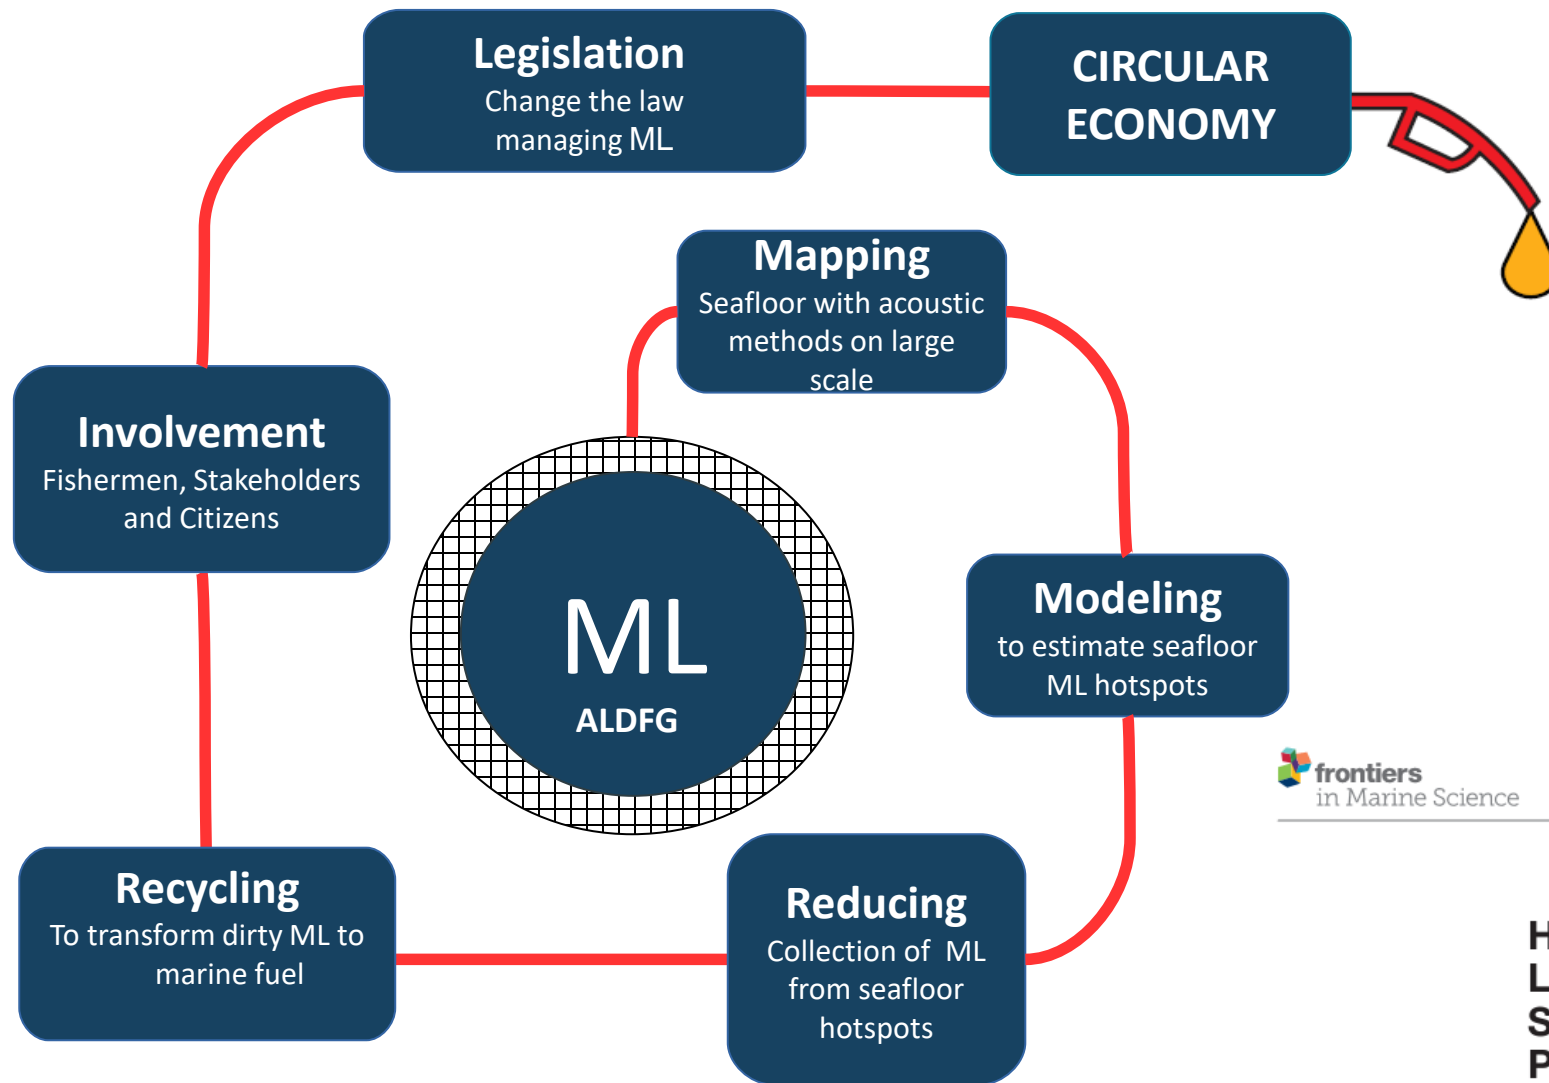 Legislation
Change the law
managing ML
CIRCULAR
ECONOMY
Mapping
Seafloor with acoustic
methods on large
scale
Involvement
Fishermen, Stakeholders
and Citizens
ML
ALDFG
Modeling
to estimate seafloor
ML hotspots
frontiers
in Marine Science
Recycling
To transform dirty ML to
marine fuel
Reducing
Collection of ML
from seafloor
hotspots
H
L
S
P